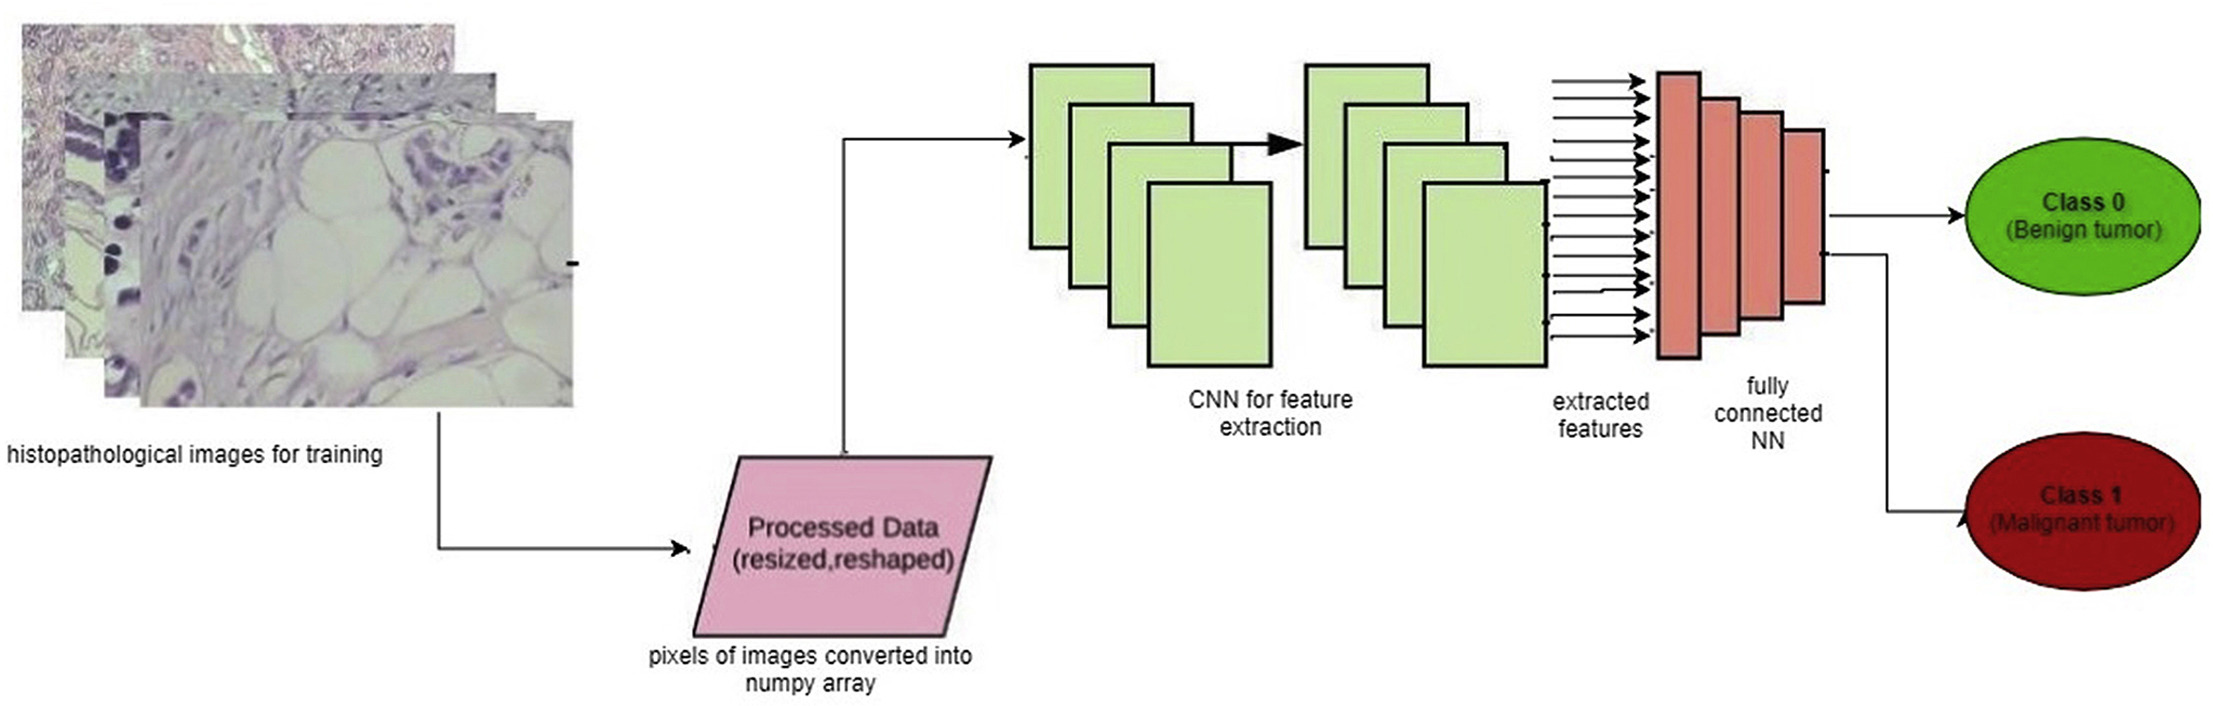 histopathological images for training
Processed Data
(resized,reshaped)
pixels of images converted into
numpy array
CNN for feature
extraction
extracted
features
fully
connected
NN
Class 0
(Benign tumor)
Class 1
(Malignant tumor)